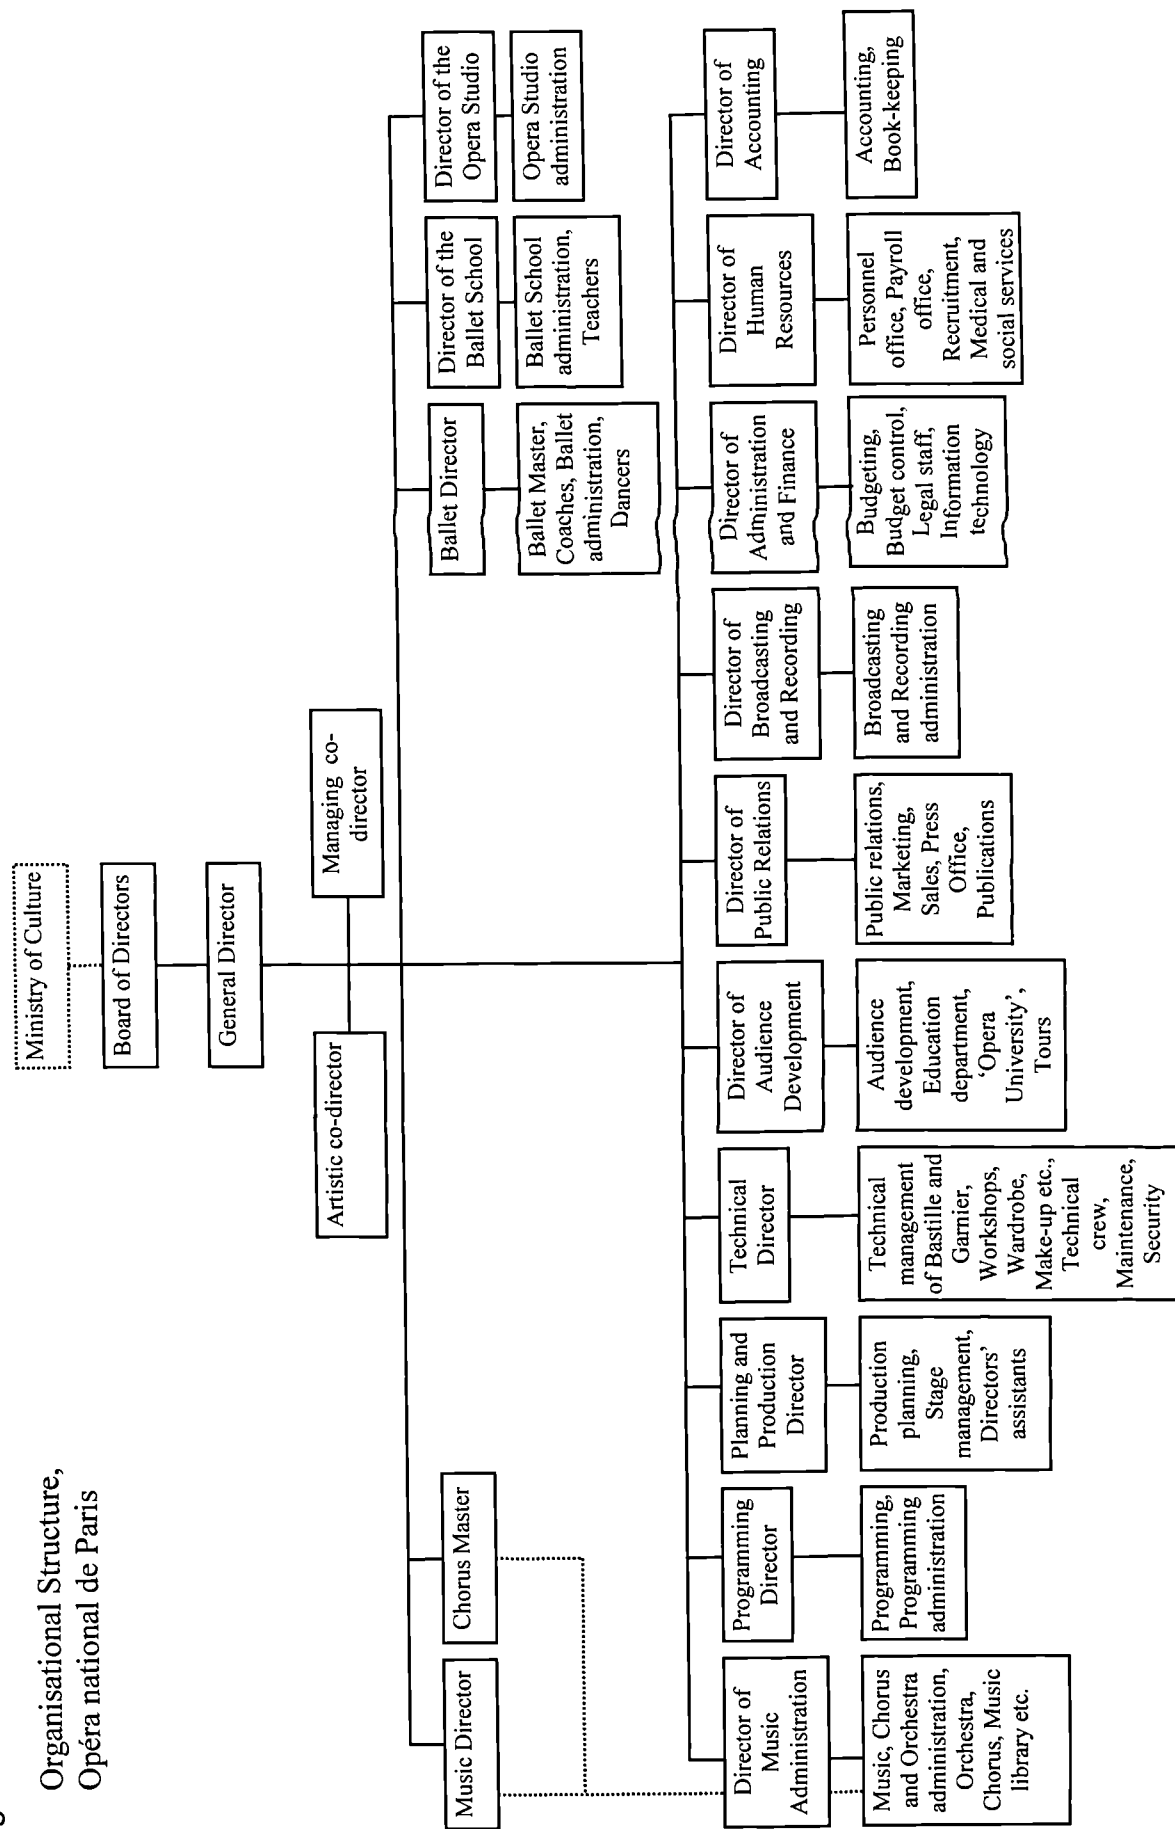 Organisational Structure,
Opéra national de Paris
Ministry of Culture
Board of Directors
General Director
Artistic co-director
Managing co-
director
Music Director
Chorus Master
Ballet Director
Director of the
Ballet School
Director of the
Opera Studio
Ballet Master,
Coaches, Ballet
administration,
Dancers
Ballet School
administration,
Teachers
Opera Studio
administration
Director of
Music
Administration
Programming
Director
Planning and
Production
Director
Technical
Director
Director of
Audience
Development
Director of
Public Relations
Director of
Broadcasting
and Recording
Director of
Administration
and Finance
Director of
Human
Resources
Director of
Accounting
Music, Chorus
and Orchestra
administration,
Orchestra,
Chorus, Music
library etc.
Programming,
Programming
administration
Production
planning,
Stage
management,
Directors'
assistants
Technical
management
of Bastille and
Garnier,
Workshops,
Wardrobe,
Make-up etc.,
Technical
crew,
Maintenance,
Security
Audience
development,
Education
department,
‘Opera
University’,
Tours
Public relations,
Marketing,
Sales, Press
Office,
Publications
Broadcasting
and Recording
administration
Budgeting,
Budget control,
Legal staff,
Information
technology
Personnel
office, Payroll
office,
Recruitment,
Medical and
social services
Accounting,
Book-keeping